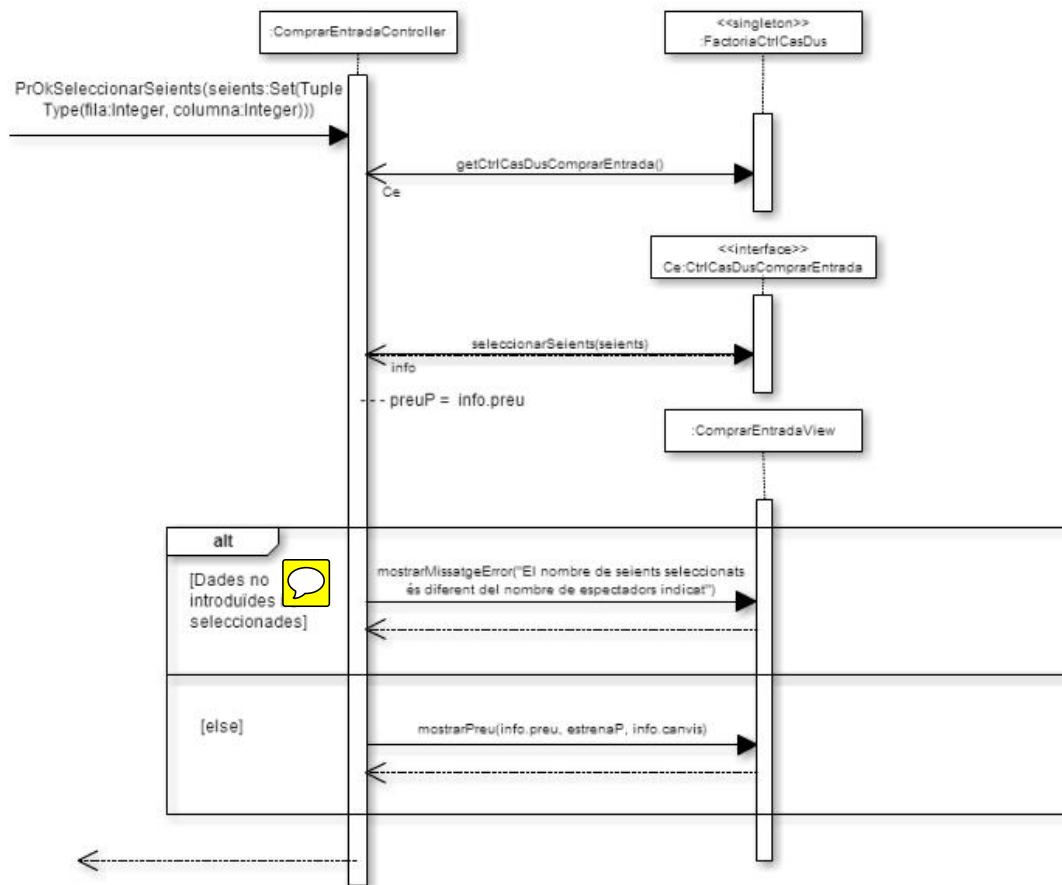 :ComprarEntradaController
<<singleton>>
:FactoriaCtrlCasDus
PrOkSeleccionarSeients(seients:Set(Tuple
Type(fila:Integer, columna:Integer)))
getCtrlCasDusComprarEntrada()
Ce
<<interface>>
Ce:CtrlCasDusComprarEntrada
seleccionarSeients(seients)
info
preuP = info.preu
:ComprarEntradaView
alt
[Dades no
introduïdes
seleccionades]
mostrarMissatgeError("El nombre de seients seleccionats
és diferent del nombre de espectadors indicat")
[else]
mostrarPreu(info.preu, estrenaP, info.canvis)